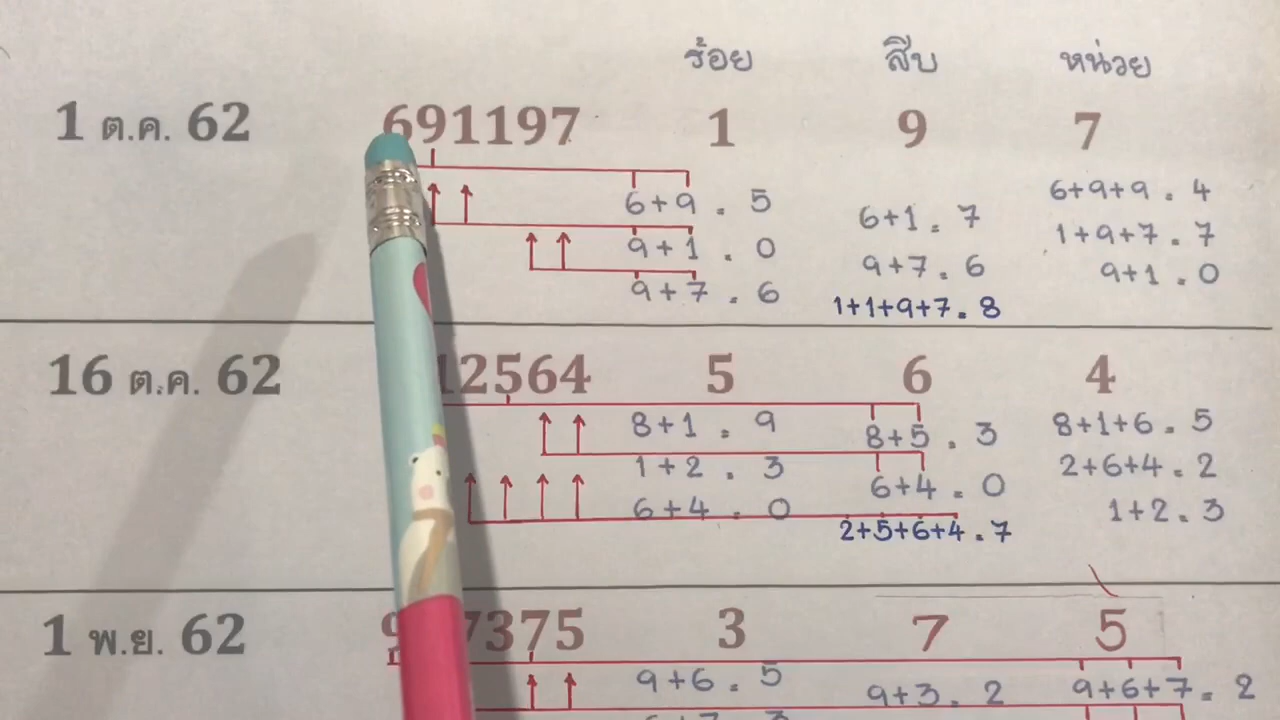 ร้อย สิบ หน่วย
1 ต.ค. 62 691197 1 9 7
6+9 = 5 6+1 = 7 6+9+9 = 4
9+1 = 0 9+7 = 6 1+9+7 = 7
9+7 = 6 1+1+9+7 = 8 9+1 = 0
16 ต.ค. 62 12564 5 6 4
8+1 = 9 8+5 = 3 8+1+6 = 5
1+2 = 3 6+4 = 0 2+6+4 = 2
6+4 = 0 2+5+6+4 = 7 1+2 = 3
1 พ.ย. 62 7375 3 7 5
9+6 = 5 9+3 = 2 9+6+7 = 2